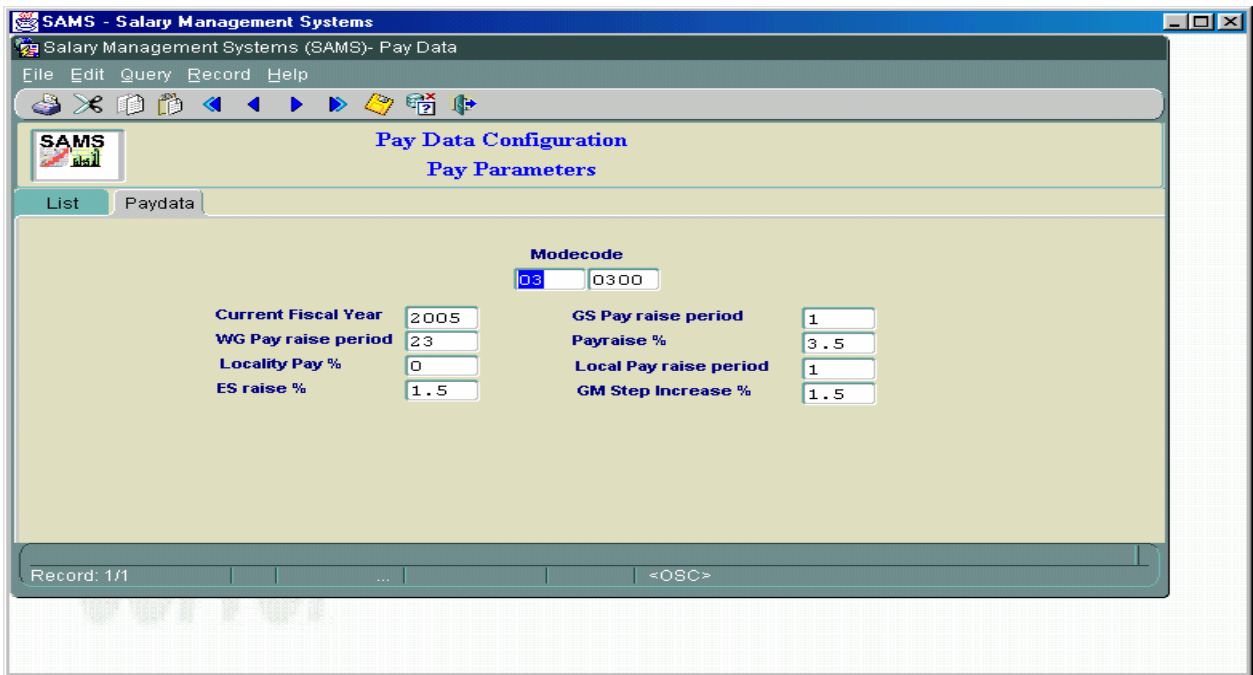 SAMS - Salary Management Systems
Salary Management Systems (SAMS)- Pay Data
File Edit Query Record Help
SAMS
Pay Data Configuration
Pay Parameters
List Paydata
Modecode
03 0300
Current Fiscal Year 2005 GS Pay raise period 1
WG Pay raise period 23 Payraise % 3.5
Locality Pay % 0 Local Pay raise period 1
ES raise % 1.5 GM Step Increase % 1.5
Record: 1/1 ... <OSC>